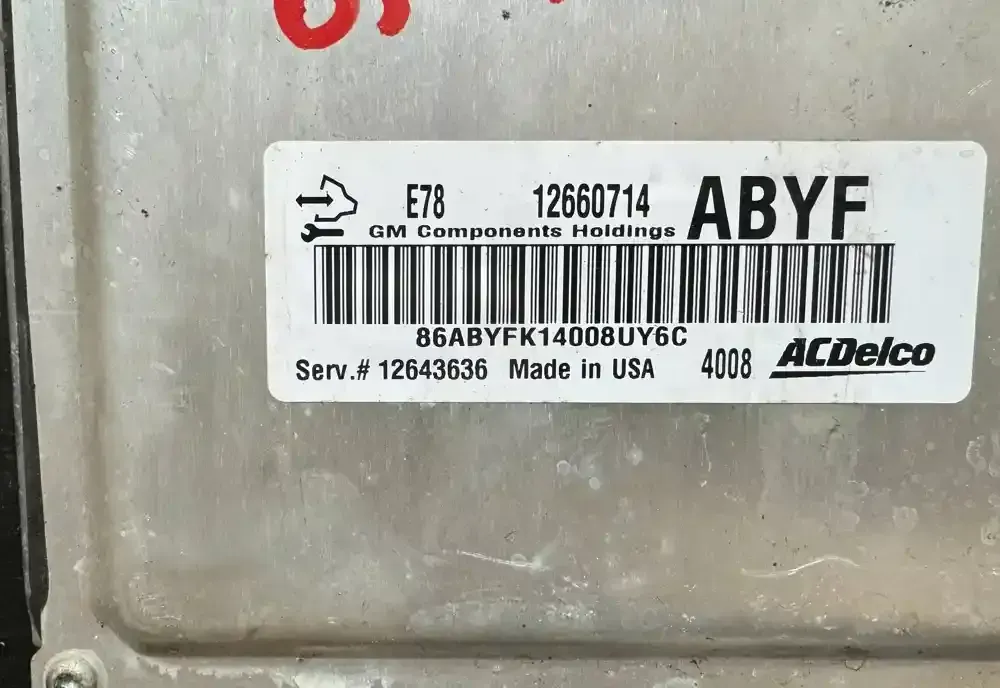 E78 12660714 ABYF
GM Components Holdings
86ABYFK14008UY6C
Serv.# 12643636 Made in USA 4008 ACDelco